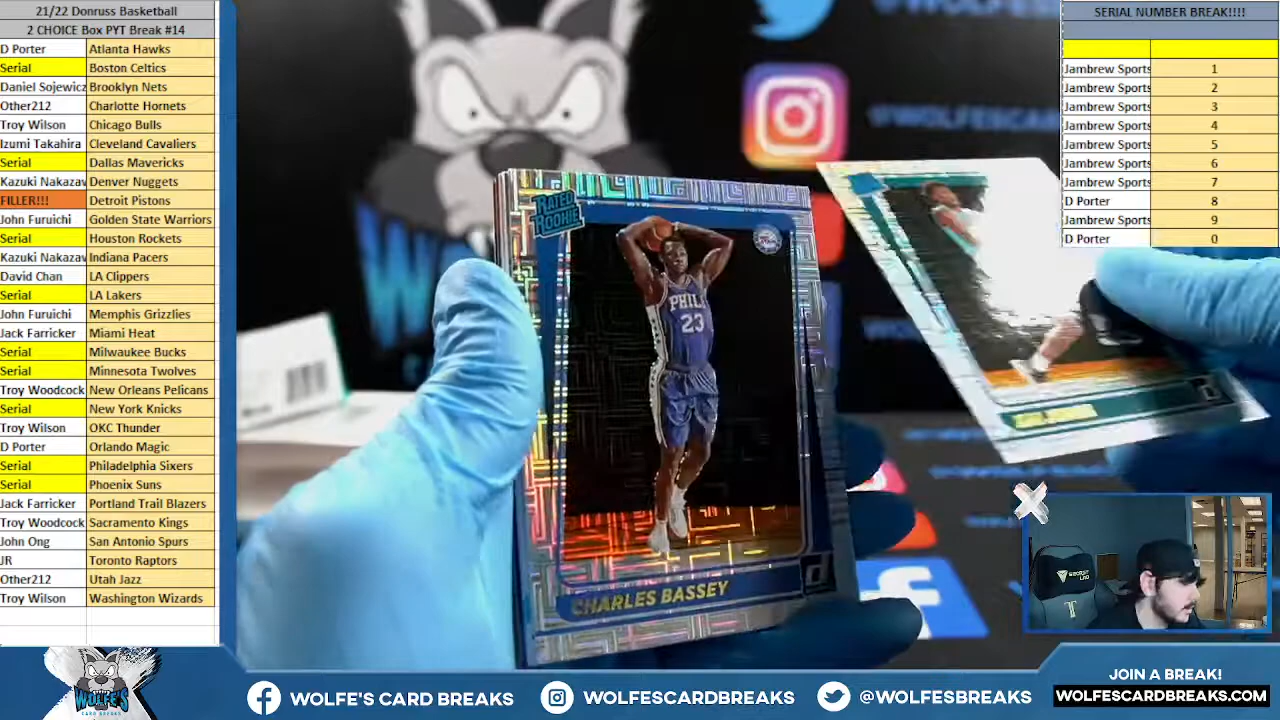 21/22 Donruss Basketball
2 CHOICE Box PYT Break #14
D Porter Atlanta Hawks
Serial Boston Celtics
Daniel Sojewicz Brooklyn Nets
Other212 Charlotte Hornets
Troy Wilson Chicago Bulls
Izumi Takahira Cleveland Cavaliers
Serial Dallas Mavericks
Kazuki Nakazav Denver Nuggets
FILLER!!! Detroit Pistons
John Furuichi Golden State Warriors
Serial Houston Rockets
Kazuki Nakazav Indiana Pacers
David Chan LA Clippers
Serial LA Lakers
John Furuichi Memphis Grizzlies
Jack Farricker Miami Heat
Serial Milwaukee Bucks
Serial Minnesota Twolves
Troy Woodcock New Orleans Pelicans
Serial New York Knicks
Troy Wilson OKC Thunder
D Porter Orlando Magic
Serial Philadelphia Sixers
Serial Phoenix Suns
Jack Farricker Portland Trail Blazers
Troy Woodcock Sacramento Kings
John Ong San Antonio Spurs
JR Toronto Raptors
Other212 Utah Jazz
Troy Wilson Washington Wizards
SERIAL NUMBER BREAK!!!!
Jambrew Sports 1
Jambrew Sports 2
Jambrew Sports 3
Jambrew Sports 4
Jambrew Sports 5
Jambrew Sports 6
Jambrew Sports 7
D Porter 8
Jambrew Sports 9
D Porter 0
@WOLFESCAR
RATED ROOKIE
PHILA
23
CHARLES BASSEY
WOLFE'S
CARD BREAKS
WOLFE'S CARD BREAKS
WOLFESCARDBREAKS
@WOLFESBREAKS
JOIN A BREAK!
WOLFESCARDBREAKS.COM